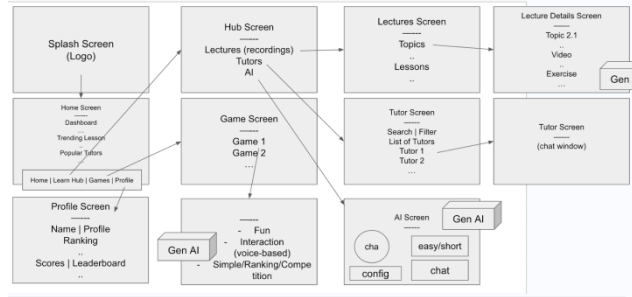 Splash Screen
(Logo)
Hub Screen
-------
Lectures (recordings)
Tutors
AI
Lectures Screen
-------
Topics
..
Lessons
..
Lecture Details Screen
-------
Topic 2.1
..
Video
..
Exercise
...
Gen
Home Screen
-------
Dashboard
...
Trending Lesson
..
Popular Tutors
...
Home | Learn Hub | Games | Profile
Game Screen
-------
Game 1
Game 2
...
Tutor Screen
-------
Search | Filter
List of Tutors
Tutor 1
Tutor 2
...
Tutor Screen
-------
(chat window)
Profile Screen
-------
Name | Profile
Ranking
..
Scores | Leaderboard
..
Gen AI
-------
- Fun
- Interaction
(voice-based)
- Simple/Ranking/Compe
tition
AI Screen
-------
Gen AI
cha
easy/short
config
chat